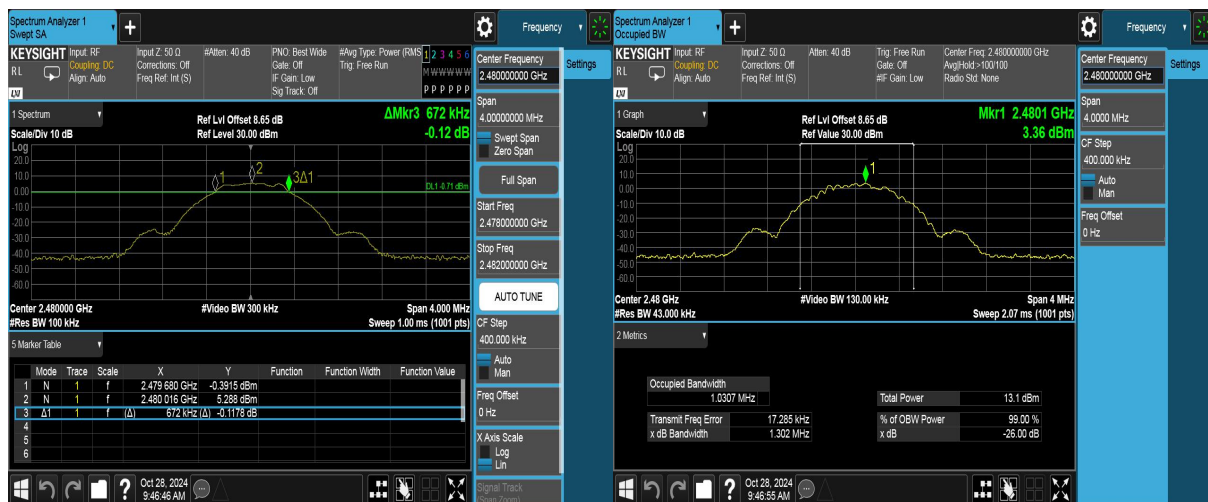 Spectrum Analyzer 1
Swept SA
Frequency
Settings
KEYSIGHT
RL
Input: RF
Coupling: DC
Align: Auto
Input Z: 50 Ω
Corrections: Off
Freq Ref: Int (S)
#Atten: 40 dB
PNO: Best Wide
Gate: Off
IF Gain: Low
Sig Track: Off
#Avg Type: Power (RMS
Trig: Free Run
1 2 3 4 5 6
M W W W W W
P P P P P P
LXI
1 Spectrum
Scale/Div 10 dB
Ref Lvl Offset 8.65 dB
Ref Level 30.00 dBm
ΔMkr3 672 kHz
-0.12 dB
Log
20.0
10.0
0.00
-10.0
-20.0
-30.0
-40.0
-50.0
-60.0
1
2
3Δ1
DL1 -0.71 dBm
Center 2.480000 GHz
#Res BW 100 kHz
#Video BW 300 kHz
Span 4.000 MHz
Sweep 1.00 ms (1001 pts)
5 Marker Table
Mode Trace Scale X Y Function Function Width Function Value
1 N 1 f 2.479 680 GHz -0.3915 dBm
2 N 1 f 2.480 016 GHz 5.288 dBm
3 Δ1 1 f (Δ) 672 kHz (Δ) -0.1178 dB
4
5
6
Oct 28, 2024
9:46:46 AM
Center Frequency
2.480000000 GHz
Span
4.00000000 MHz
Swept Span
Zero Span
Full Span
Start Freq
2.478000000 GHz
Stop Freq
2.482000000 GHz
AUTO TUNE
CF Step
400.000 kHz
Auto
Man
Freq Offset
0 Hz
X Axis Scale
Log
Lin
Signal Track
(Span Zoom)
Spectrum Analyzer 1
Occupied BW
Frequency
Settings
KEYSIGHT
RL
Input: RF
Coupling: DC
Align: Auto
Input Z: 50 Ω
Corrections: Off
Freq Ref: Int (S)
Atten: 40 dB
Trig: Free Run
Gate: Off
#IF Gain: Low
Center Freq: 2.480000000 GHz
Avg|Hold:>100/100
Radio Std: None
LXI
1 Graph
Scale/Div 10.0 dB
Ref Lvl Offset 8.65 dB
Ref Value 30.00 dBm
Mkr1 2.4801 GHz
3.36 dBm
Log
20.0
10.0
0.00
-10.0
-20.0
-30.0
-40.0
-50.0
-60.0
1
Center 2.48 GHz
#Res BW 43.000 kHz
#Video BW 130.00 kHz
Span 4 MHz
Sweep 2.07 ms (1001 pts)
2 Metrics
Occupied Bandwidth
1.0307 MHz
Total Power 13.1 dBm
Transmit Freq Error 17.285 kHz
% of OBW Power 99.00 %
x dB Bandwidth 1.302 MHz
x dB -26.00 dB
Oct 28, 2024
9:46:55 AM
Center Frequency
2.480000000 GHz
Span
4.0000 MHz
CF Step
400.000 kHz
Auto
Man
Freq Offset
0 Hz